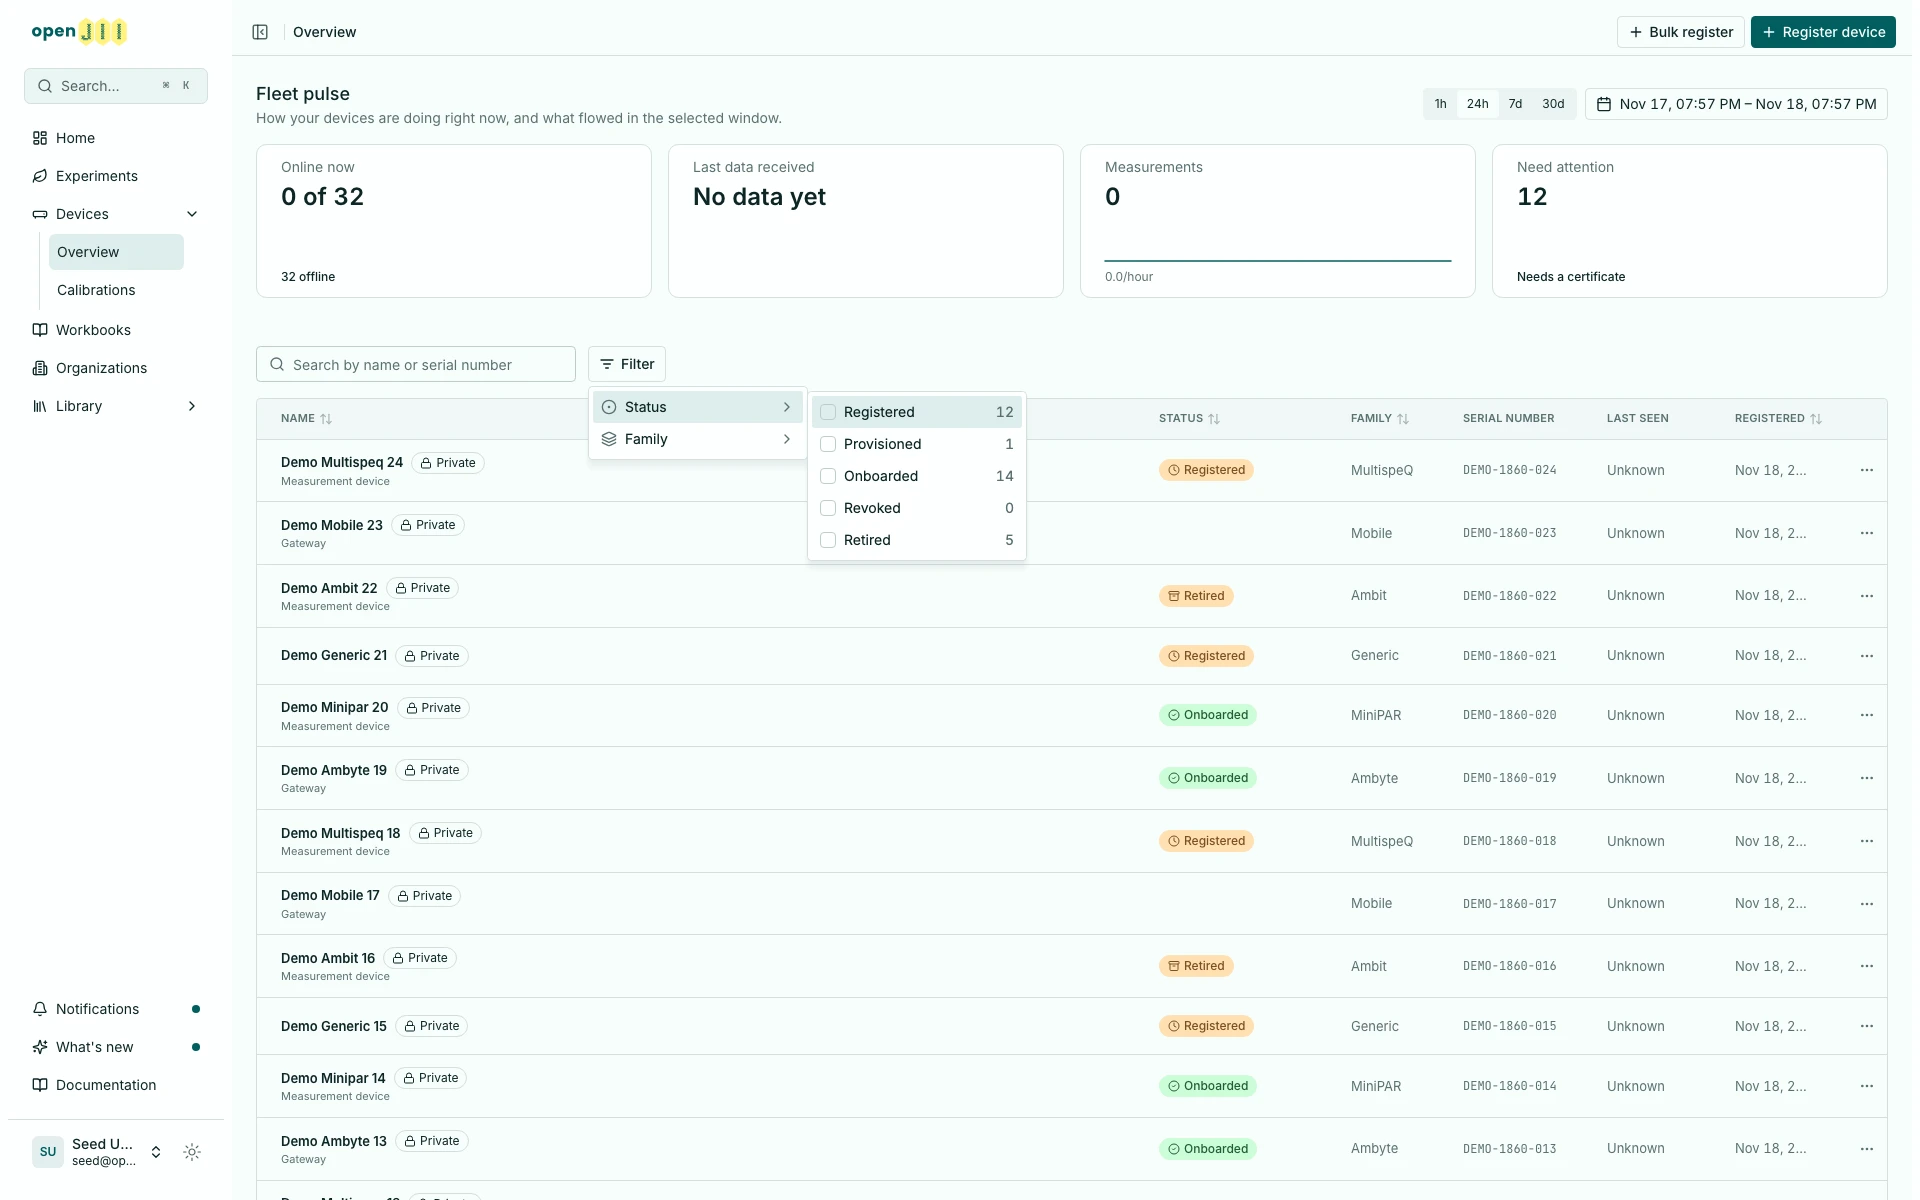 open JII
Search... ⌘ K
Home
Experiments
Devices
Overview
Calibrations
Workbooks
Organizations
Library
Notifications
What's new
Documentation
SU
Seed U...
seed@op...
Overview
Bulk register
Register device
Fleet pulse
How your devices are doing right now, and what flowed in the selected window.
1h 24h 7d 30d
Nov 17, 07:57 PM – Nov 18, 07:57 PM
Online now
0 of 32
32 offline
Last data received
No data yet
Measurements
0
0.0/hour
Need attention
12
Needs a certificate
Search by name or serial number
Filter
Status
Family
Registered 12
Provisioned 1
Onboarded 14
Revoked 0
Retired 5
NAME STATUS FAMILY SERIAL NUMBER LAST SEEN REGISTERED
Demo Multispeq 24 Private
Measurement device
Registered MultispeQ DEMO-1860-024 Unknown Nov 18, 2...
Demo Mobile 23 Private
Gateway
Mobile DEMO-1860-023 Unknown Nov 18, 2...
Demo Ambit 22 Private
Measurement device
Retired Ambit DEMO-1860-022 Unknown Nov 18, 2...
Demo Generic 21 Private
Registered Generic DEMO-1860-021 Unknown Nov 18, 2...
Demo Minipar 20 Private
Measurement device
Onboarded MiniPAR DEMO-1860-020 Unknown Nov 18, 2...
Demo Ambyte 19 Private
Gateway
Onboarded Ambyte DEMO-1860-019 Unknown Nov 18, 2...
Demo Multispeq 18 Private
Measurement device
Registered MultispeQ DEMO-1860-018 Unknown Nov 18, 2...
Demo Mobile 17 Private
Gateway
Mobile DEMO-1860-017 Unknown Nov 18, 2...
Demo Ambit 16 Private
Measurement device
Retired Ambit DEMO-1860-016 Unknown Nov 18, 2...
Demo Generic 15 Private
Registered Generic DEMO-1860-015 Unknown Nov 18, 2...
Demo Minipar 14 Private
Measurement device
Onboarded MiniPAR DEMO-1860-014 Unknown Nov 18, 2...
Demo Ambyte 13 Private
Gateway
Onboarded Ambyte DEMO-1860-013 Unknown Nov 18, 2...